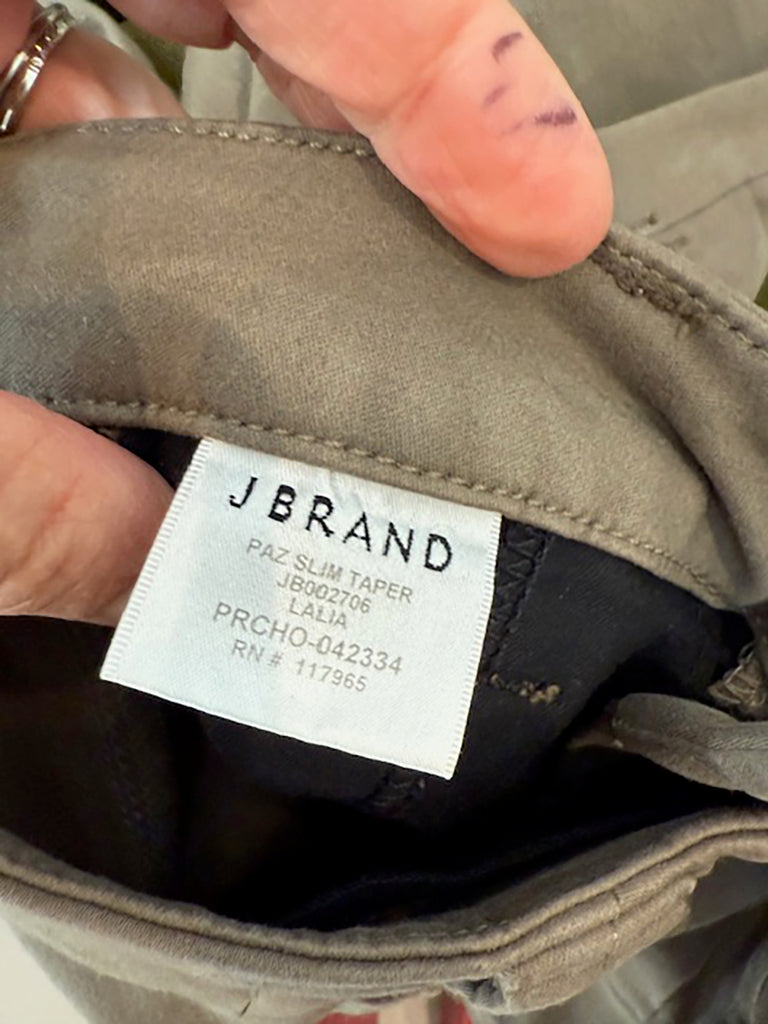 J BRAND
PAZ SLIM TAPER
JB002706
LALIA
PRCHO-042334
RN # 117965